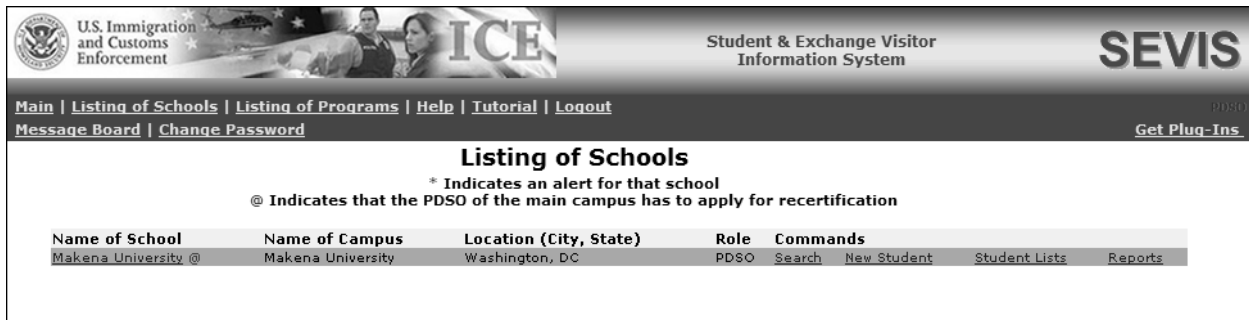 U.S. Immigration
and Customs
Enforcement
ICE
Student & Exchange Visitor
Information System
SEVIS
Main | Listing of Schools | Listing of Programs | Help | Tutorial | Logout
PDSO
Message Board | Change Password
Get Plug-Ins
Listing of Schools
* Indicates an alert for that school
@ Indicates that the PDSO of the main campus has to apply for recertification
Name of School Name of Campus Location (City, State) Role Commands
Makena University @ Makena University Washington, DC PDSO Search New Student Student Lists Reports